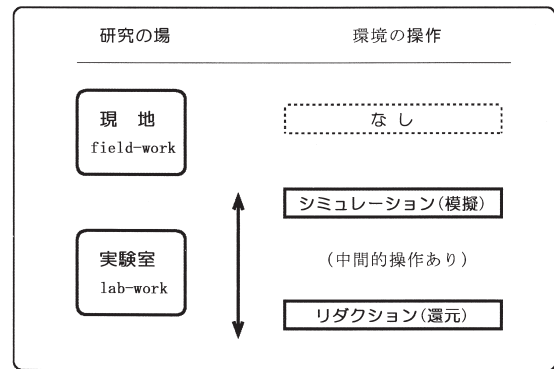 研究の場
環境の操作
現 地
field-work
なし
シミュレーション(模擬)
実験室
lab-work
(中間的操作あり)
リダクション(還元)